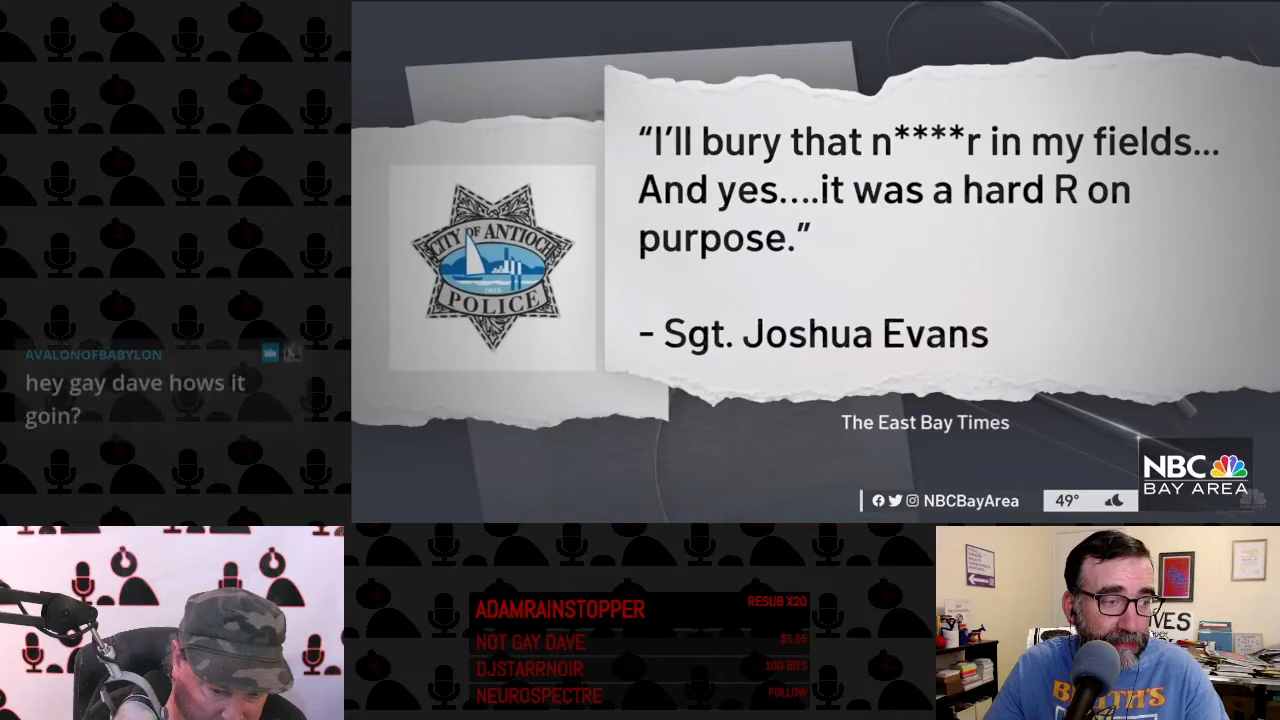 “I’ll bury that n****r in my fields...
And yes....it was a hard R on
purpose.”
- Sgt. Joshua Evans
CITY OF ANTIOCH
POLICE
The East Bay Times
NBC
BAY AREA
NBCBayArea
49°
AVALONOFBABYLON
hey gay dave hows it
goin?
ADAMRAINSTOPPER RESUB X20
NOT GAY DAVE
DJSTARRNOIR 100 BITS
NEUROSPECTRE FOLLOW